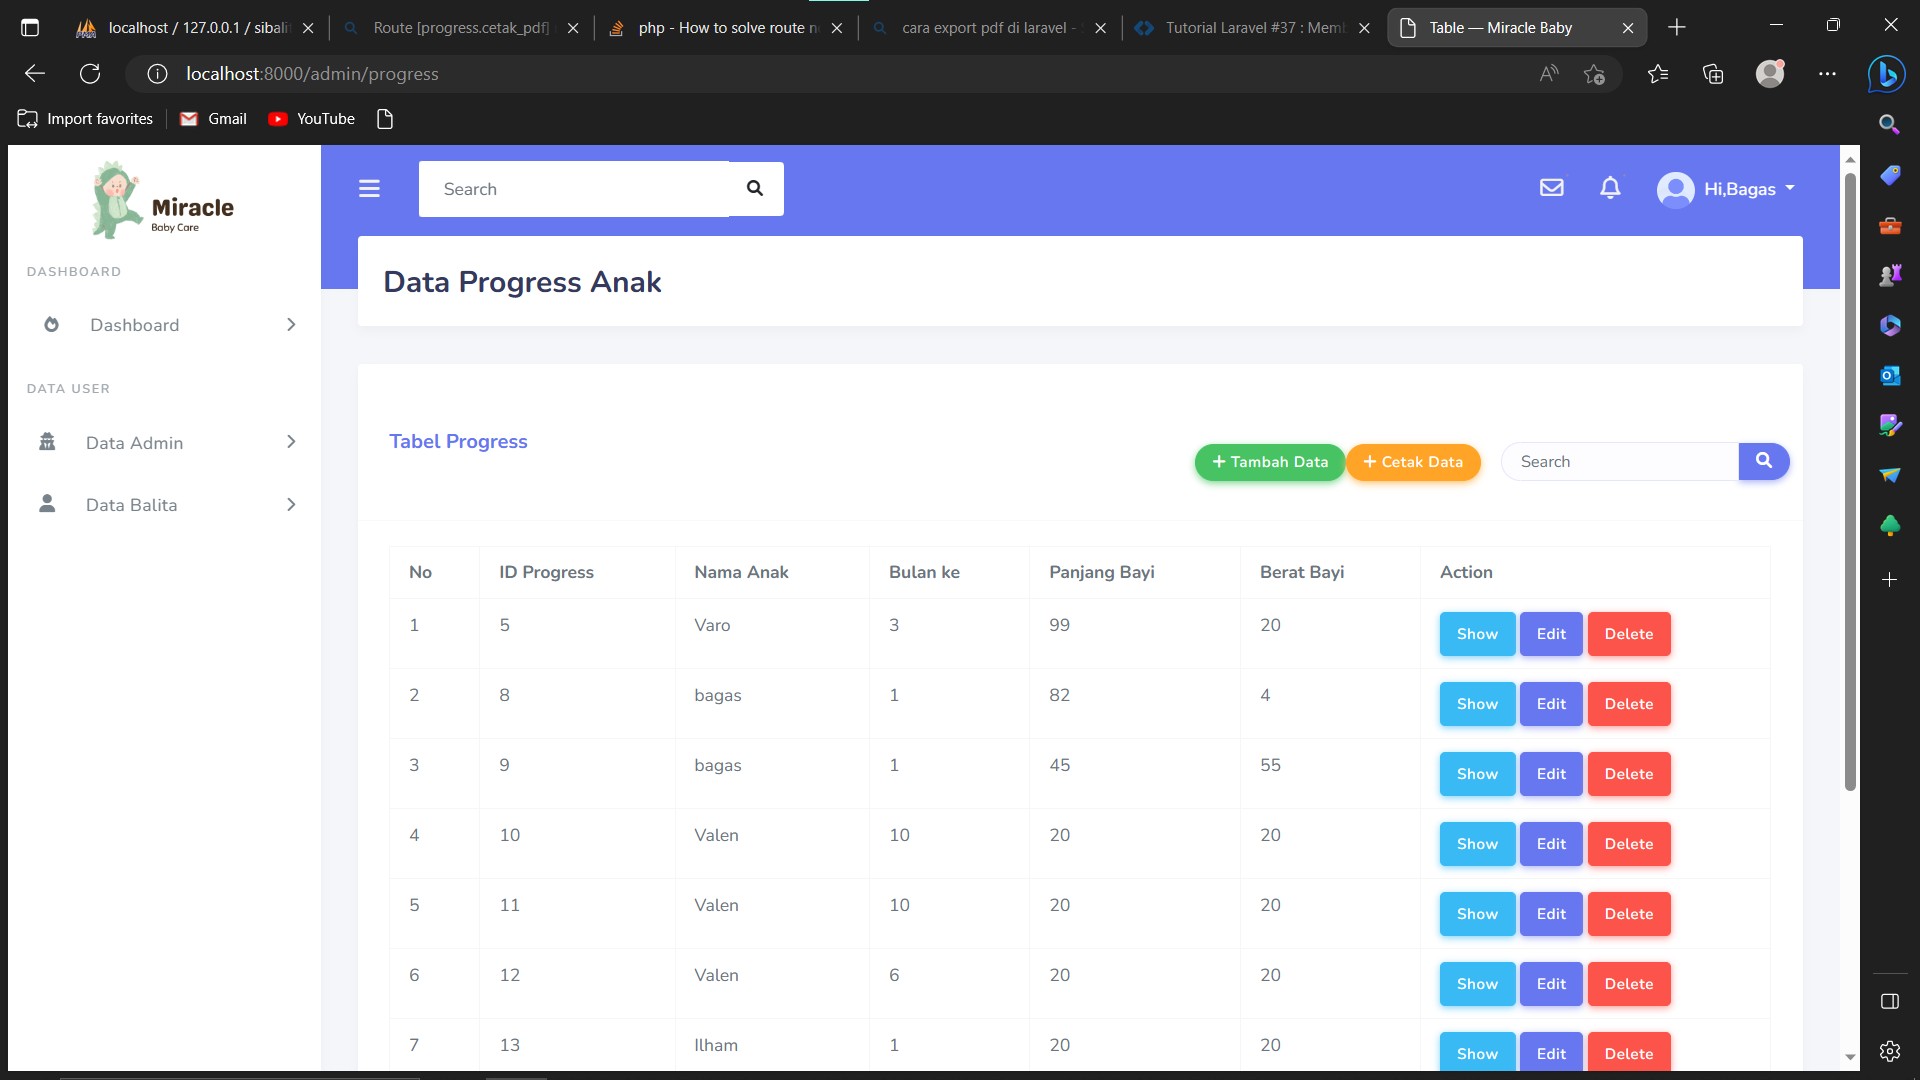 localhost / 127.0.0.1 / sibali
Route [progress.cetak_pdf]
php - How to solve route n
cara export pdf di laravel -
Tutorial Laravel #37 : Memb
Table — Miracle Baby
localhost:8000/admin/progress
Import favorites
Gmail
YouTube
Miracle
Baby Care
Search
Hi,Bagas
DASHBOARD
Dashboard
DATA USER
Data Admin
Data Balita
Data Progress Anak
Tabel Progress
+ Tambah Data
+ Cetak Data
Search
No ID Progress Nama Anak Bulan ke Panjang Bayi Berat Bayi Action
1 5 Varo 3 99 20 Show Edit Delete
2 8 bagas 1 82 4 Show Edit Delete
3 9 bagas 1 45 55 Show Edit Delete
4 10 Valen 10 20 20 Show Edit Delete
5 11 Valen 10 20 20 Show Edit Delete
6 12 Valen 6 20 20 Show Edit Delete
7 13 Ilham 1 20 20 Show Edit Delete